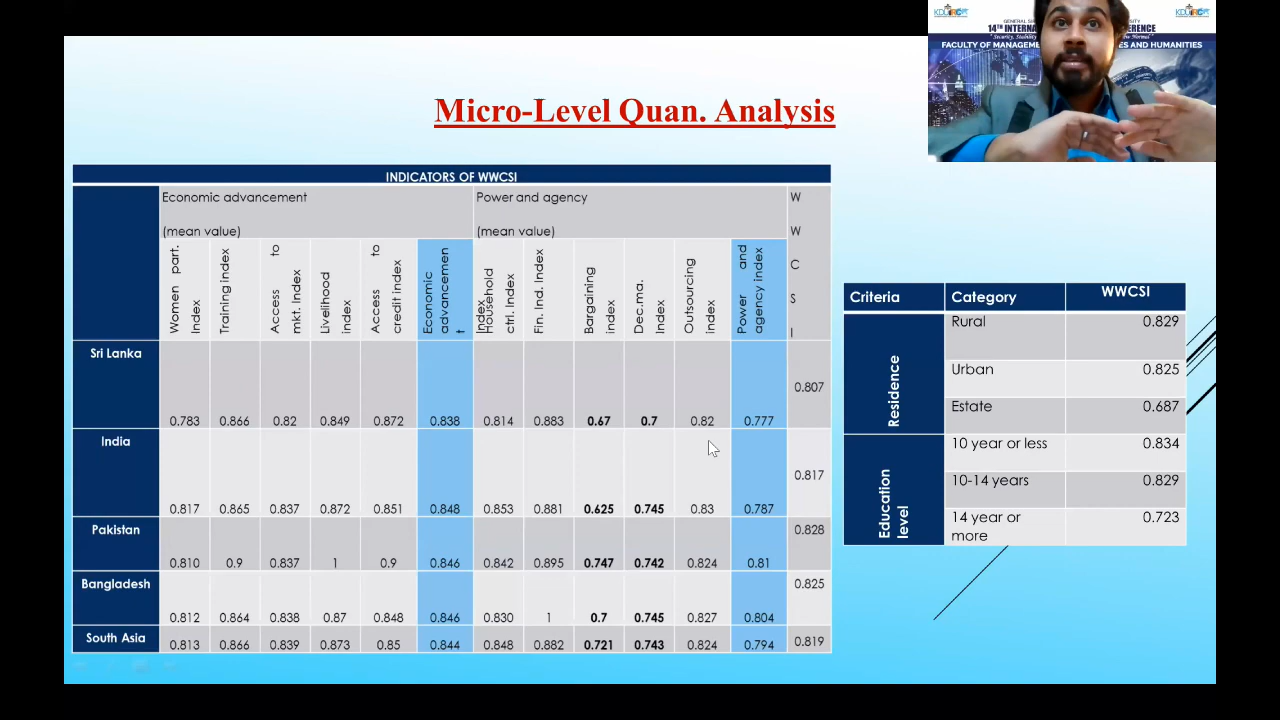 KDU IRC
KDU IRC
GENERAL SI
14TH INTERNA
ERENCE
FACULTY OF MANAGEM
ES AND HUMANITIES
Micro-Level Quan. Analysis
INDICATORS OF WWCSI
Economic advancement
(mean value)
Power and agency
(mean value)
W
W
C
S
I
Women part. Index
Training index
Access to mkt. Index
Livelihood index
Access to credit index
Economic advancement Index
Household ctrl. Index
Fin. Ind. Index
Bargaining index
Dec.ma. Index
Outsourcing Index
Power and agency index
Sri Lanka 0.783 0.866 0.82 0.849 0.872 0.838 0.814 0.883 0.67 0.7 0.82 0.777 0.807
India 0.817 0.865 0.837 0.872 0.851 0.848 0.853 0.881 0.625 0.745 0.83 0.787 0.817
Pakistan 0.810 0.9 0.837 1 0.9 0.846 0.842 0.895 0.747 0.742 0.824 0.81 0.828
Bangladesh 0.812 0.864 0.838 0.87 0.848 0.846 0.830 1 0.7 0.745 0.827 0.804 0.825
South Asia 0.813 0.866 0.839 0.873 0.85 0.844 0.848 0.882 0.721 0.743 0.824 0.794 0.819
Criteria Category WWCSI
Residence
Rural 0.829
Urban 0.825
Estate 0.687
Education level
10 year or less 0.834
10-14 years 0.829
14 year or more 0.723